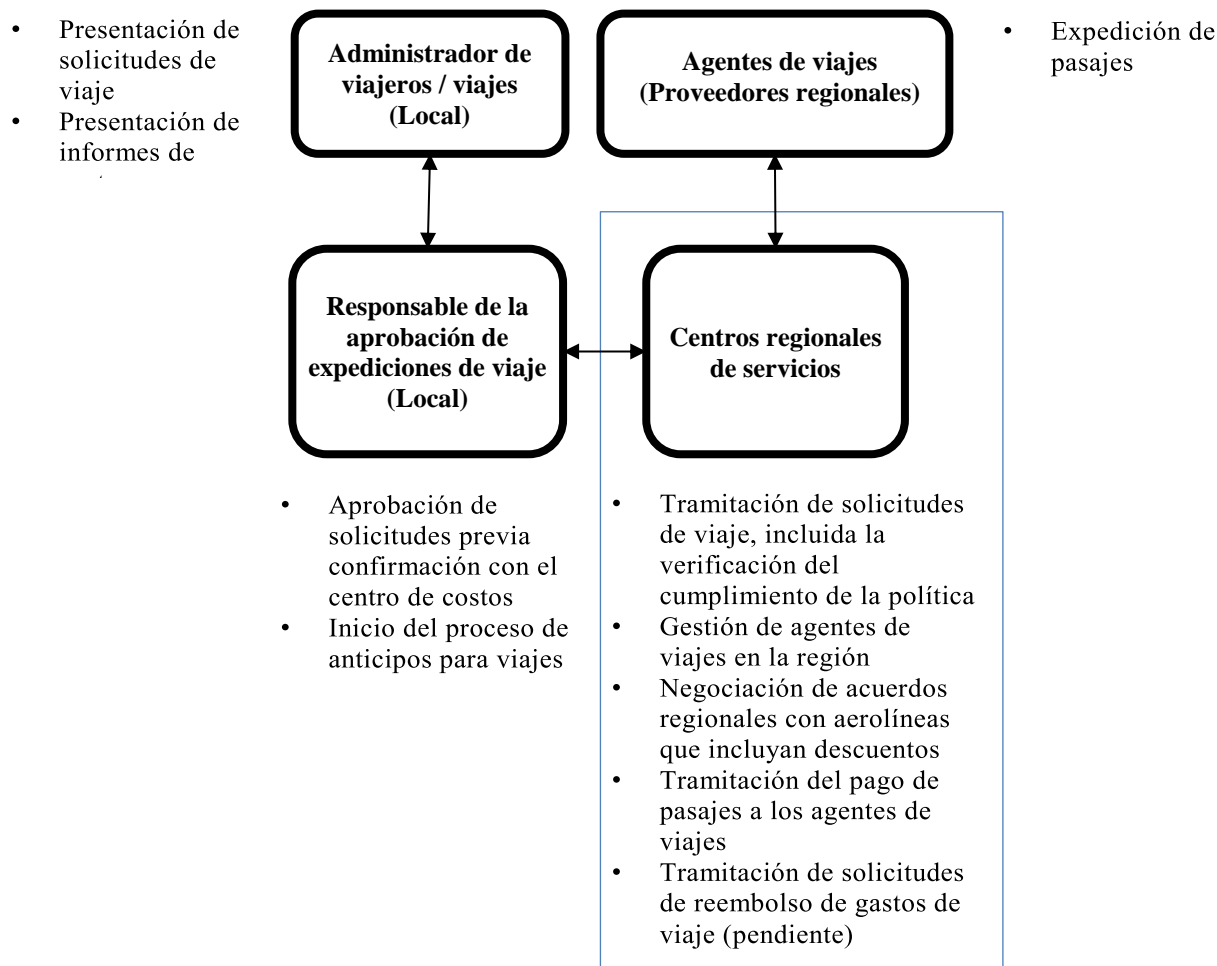 • Presentación de
solicitudes de
viaje
• Presentación de
informes de
Administrador de
viajeros / viajes
(Local)
Agentes de viajes
(Proveedores regionales)
• Expedición de
pasajes
Responsable de la
aprobación de
expediciones de viaje
(Local)
Centros regionales
de servicios
• Aprobación de
solicitudes previa
confirmación con el
centro de costos
• Inicio del proceso de
anticipos para viajes
• Tramitación de solicitudes
de viaje, incluida la
verificación del
cumplimiento de la política
• Gestión de agentes de
viajes en la región
• Negociación de acuerdos
regionales con aerolíneas
que incluyan descuentos
• Tramitación del pago de
pasajes a los agentes de
viajes
• Tramitación de solicitudes
de reembolso de gastos de
viaje (pendiente)